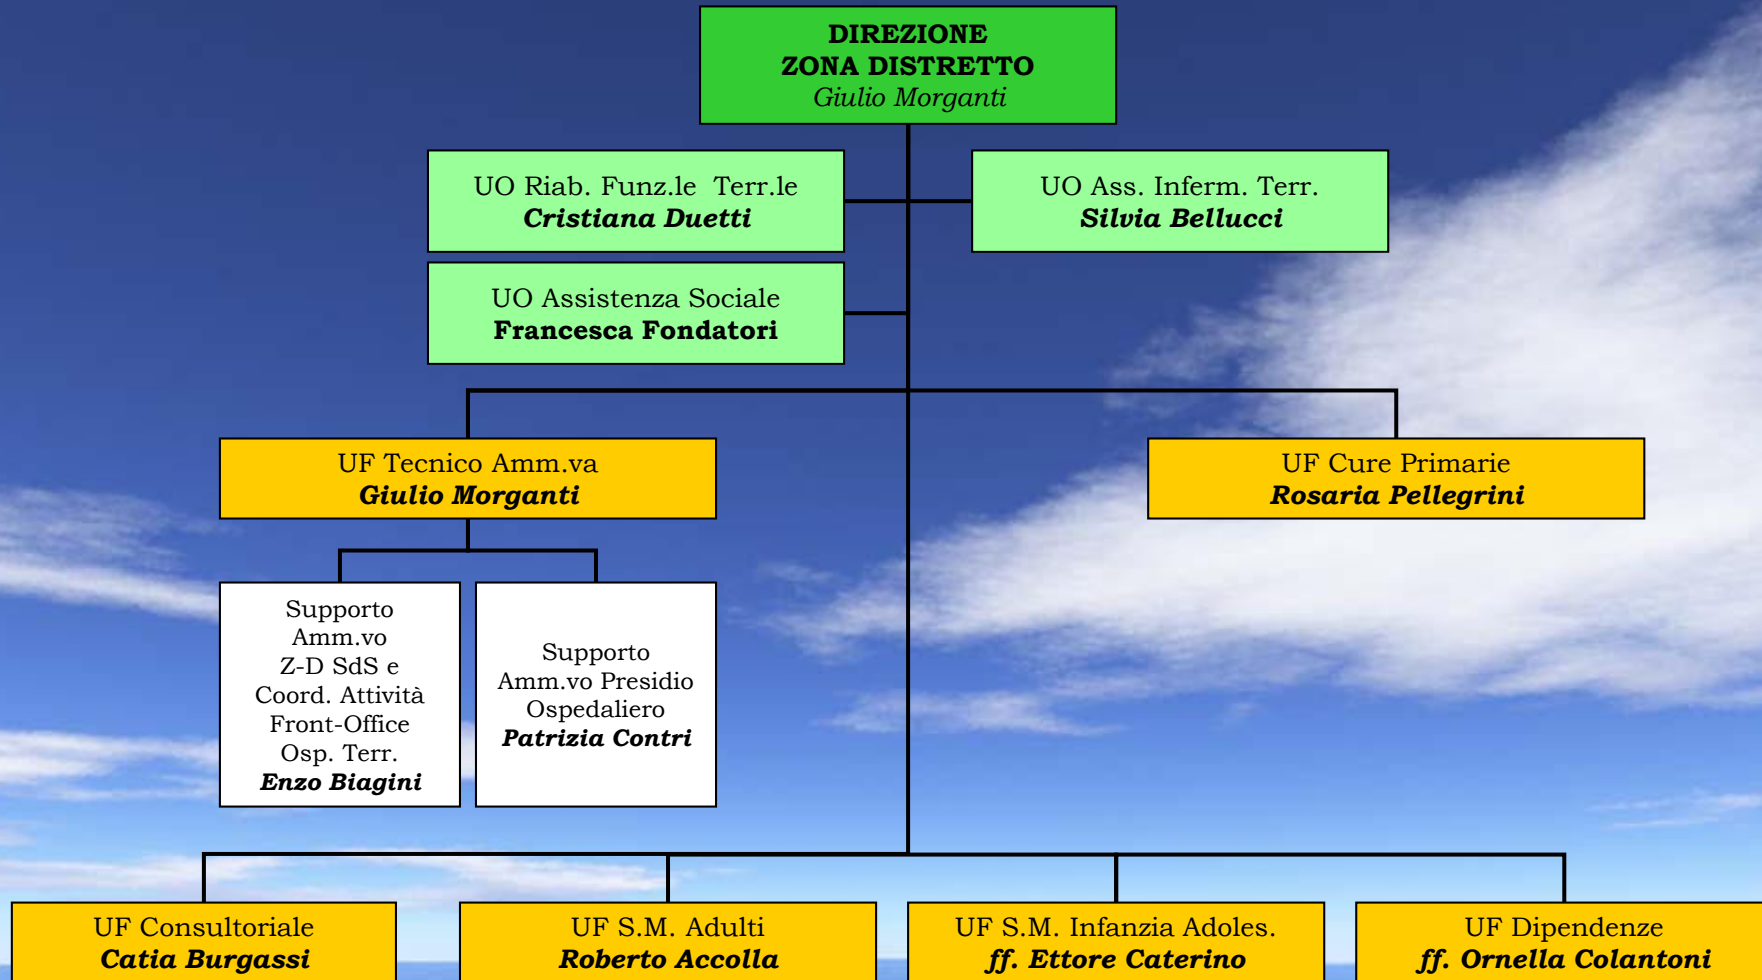 DIREZIONE
ZONA DISTRETTO
Giulio Morganti
UO Riab. Funz.le Terr.le
Cristiana Duetti
UO Ass. Inferm. Terr.
Silvia Bellucci
UO Assistenza Sociale
Francesca Fondatori
UF Tecnico Amm.va
Giulio Morganti
UF Cure Primarie
Rosaria Pellegrini
Supporto
Amm.vo
Z-D SdS e
Coord. Attività
Front-Office
Osp. Terr.
Enzo Biagini
Supporto
Amm.vo Presidio
Ospedaliero
Patrizia Contri
UF Consultoriale
Catia Burgassi
UF S.M. Adulti
Roberto Accolla
UF S.M. Infanzia Adoles.
ff. Ettore Caterino
UF Dipendenze
ff. Ornella Colantoni